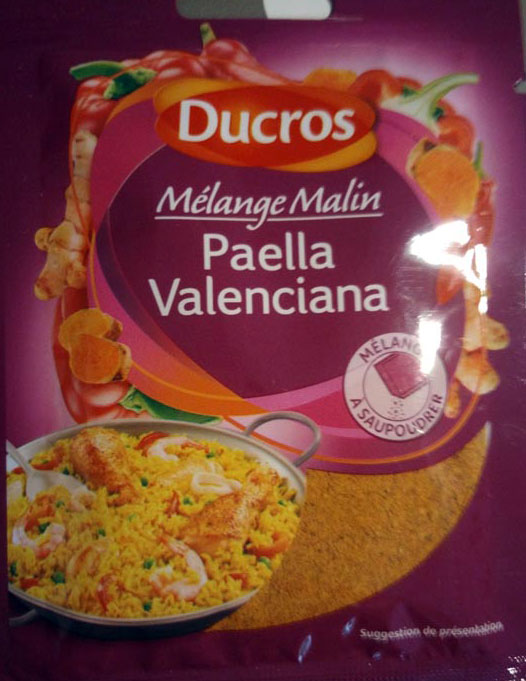 Ducros
Mélange Malin
Paella
Valenciana
MÉLANGE
À SAUPOUDRER
Suggestion de présentation